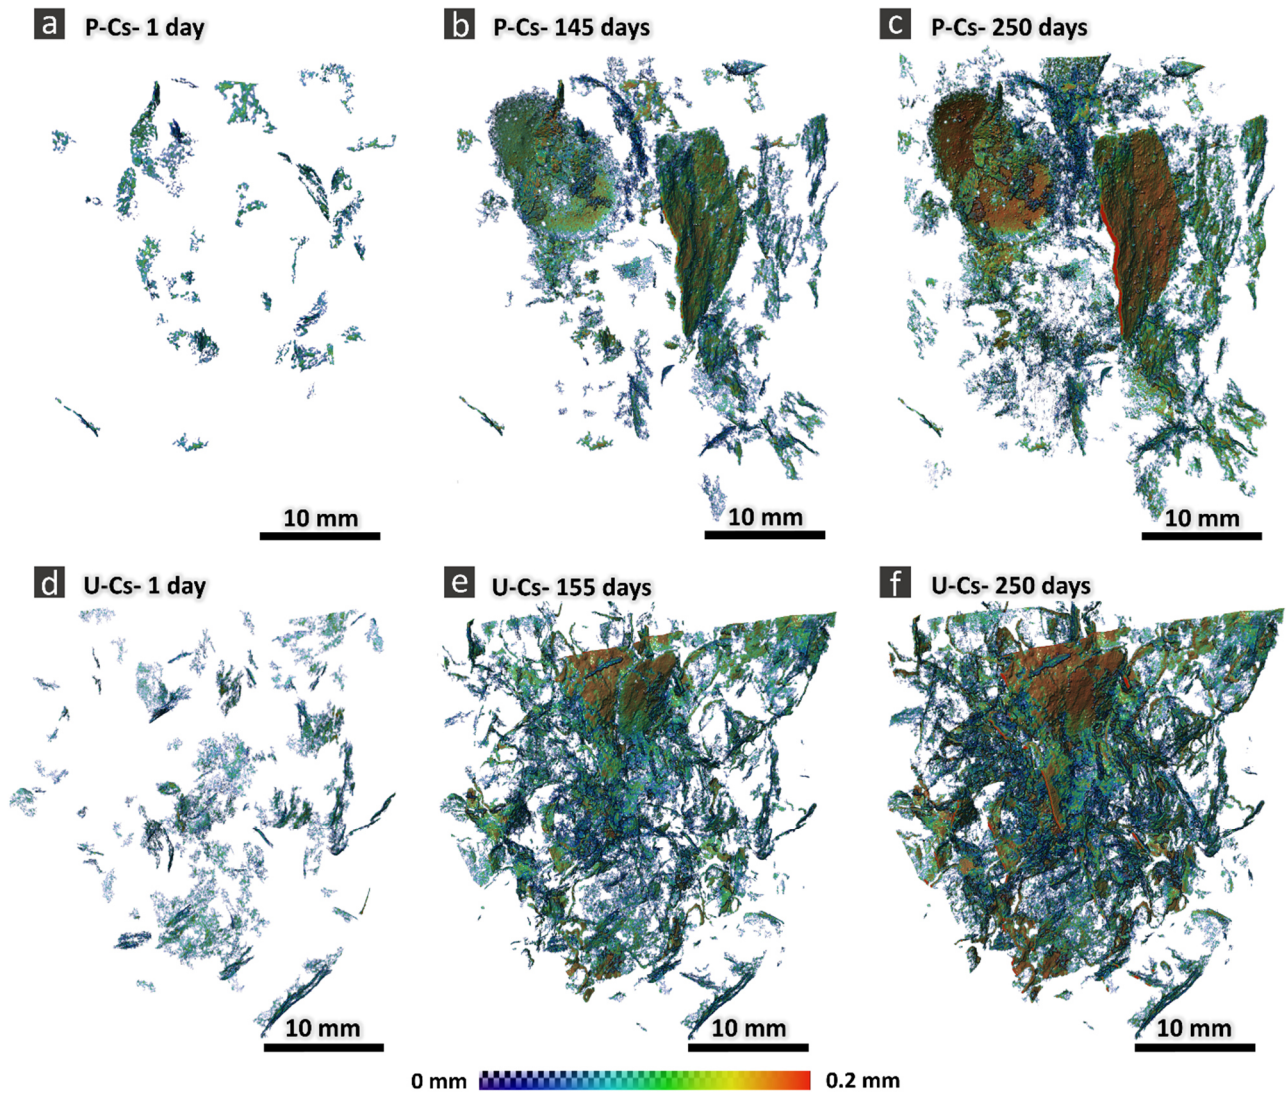 a P-Cs- 1 day
b P-Cs- 145 days
c P-Cs- 250 days
10 mm
10 mm
10 mm
d U-Cs- 1 day
e U-Cs- 155 days
f U-Cs- 250 days
10 mm
10 mm
10 mm
0 mm
0.2 mm